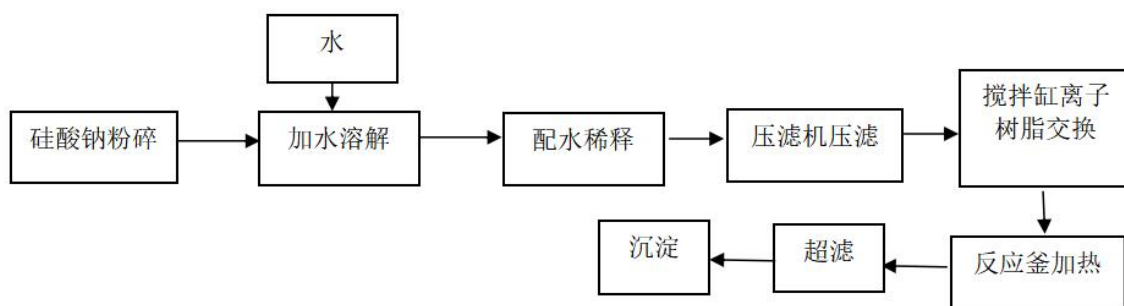 水
硅酸钠粉碎
加水溶解
配水稀释
压滤机压滤
搅拌缸离子
树脂交换
反应釜加热
超滤
沉淀